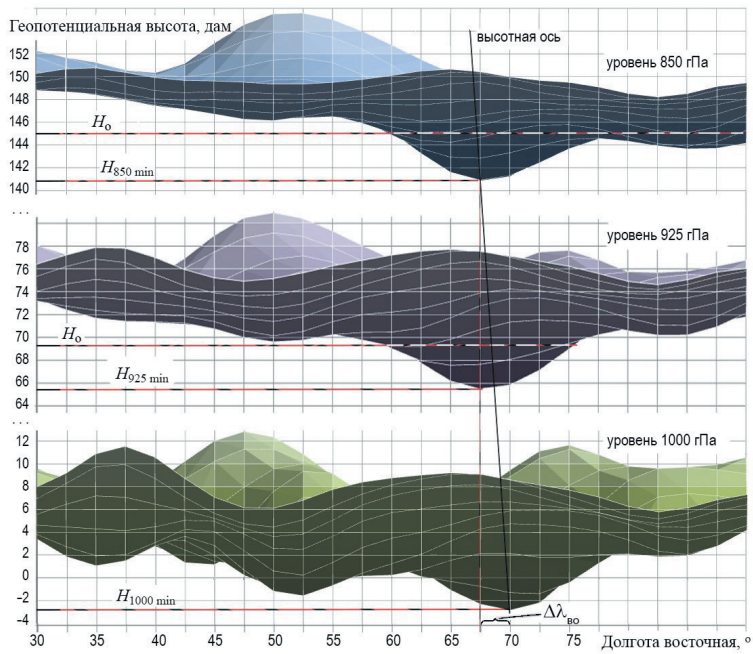 Геопотенциальная высота, дам
высотная ось
уровень 850 гПа
152
150
148
146
Hо
144
142
H850 min
140
...
уровень 925 гПа
78
76
74
72
70
Hо
68
66
H925 min
64
...
уровень 1000 гПа
12
10
8
6
4
2
0
-2
H1000 min
-4
Δλво
30 35 40 45 50 55 60 65 70 75 Долгота восточная, º